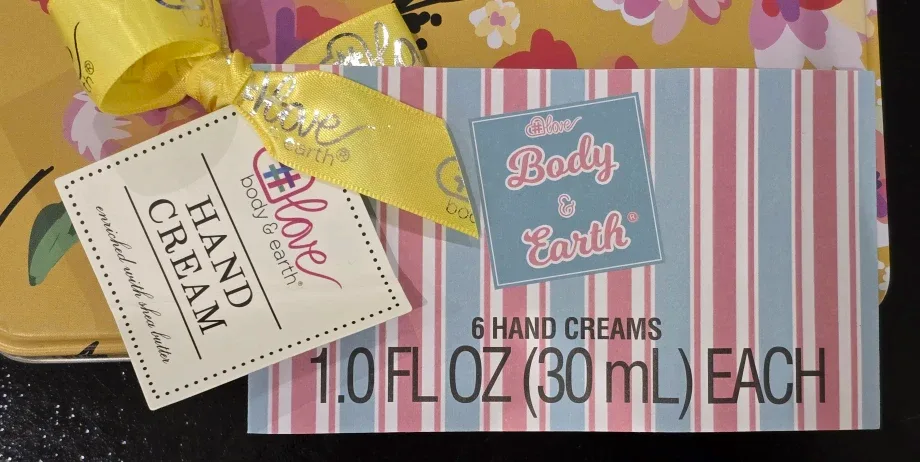 #love
earth®
#love
body & earth®
HAND
CREAM
enriched with shea butter
#love
Body
&
Earth®
6 HAND CREAMS
1.0 FL OZ (30 mL) EACH